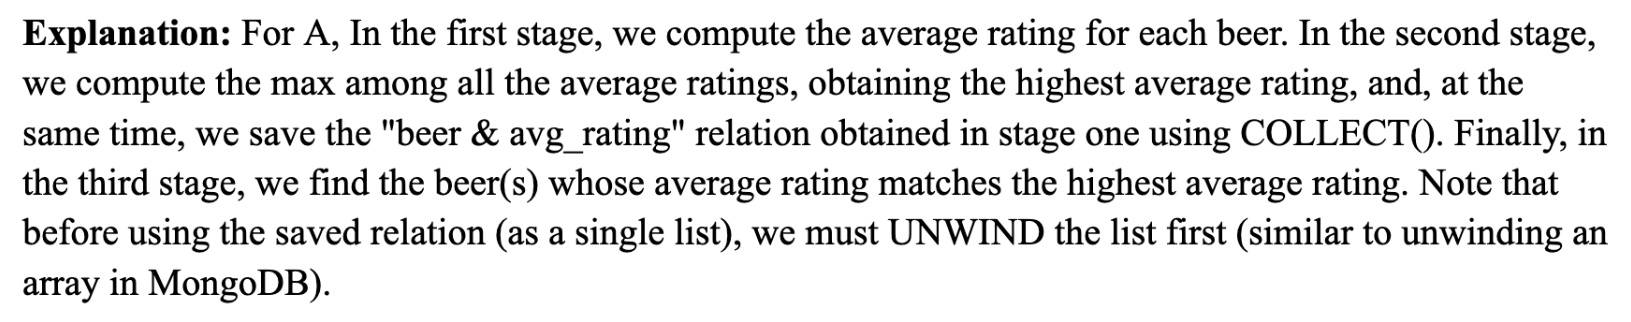 Explanation: For A, In the first stage, we compute the average rating for each beer. In the second stage,
we compute the max among all the average ratings, obtaining the highest average rating, and, at the
same time, we save the "beer & avg_rating" relation obtained in stage one using COLLECT(). Finally, in
the third stage, we find the beer(s) whose average rating matches the highest average rating. Note that
before using the saved relation (as a single list), we must UNWIND the list first (similar to unwinding an
array in MongoDB).